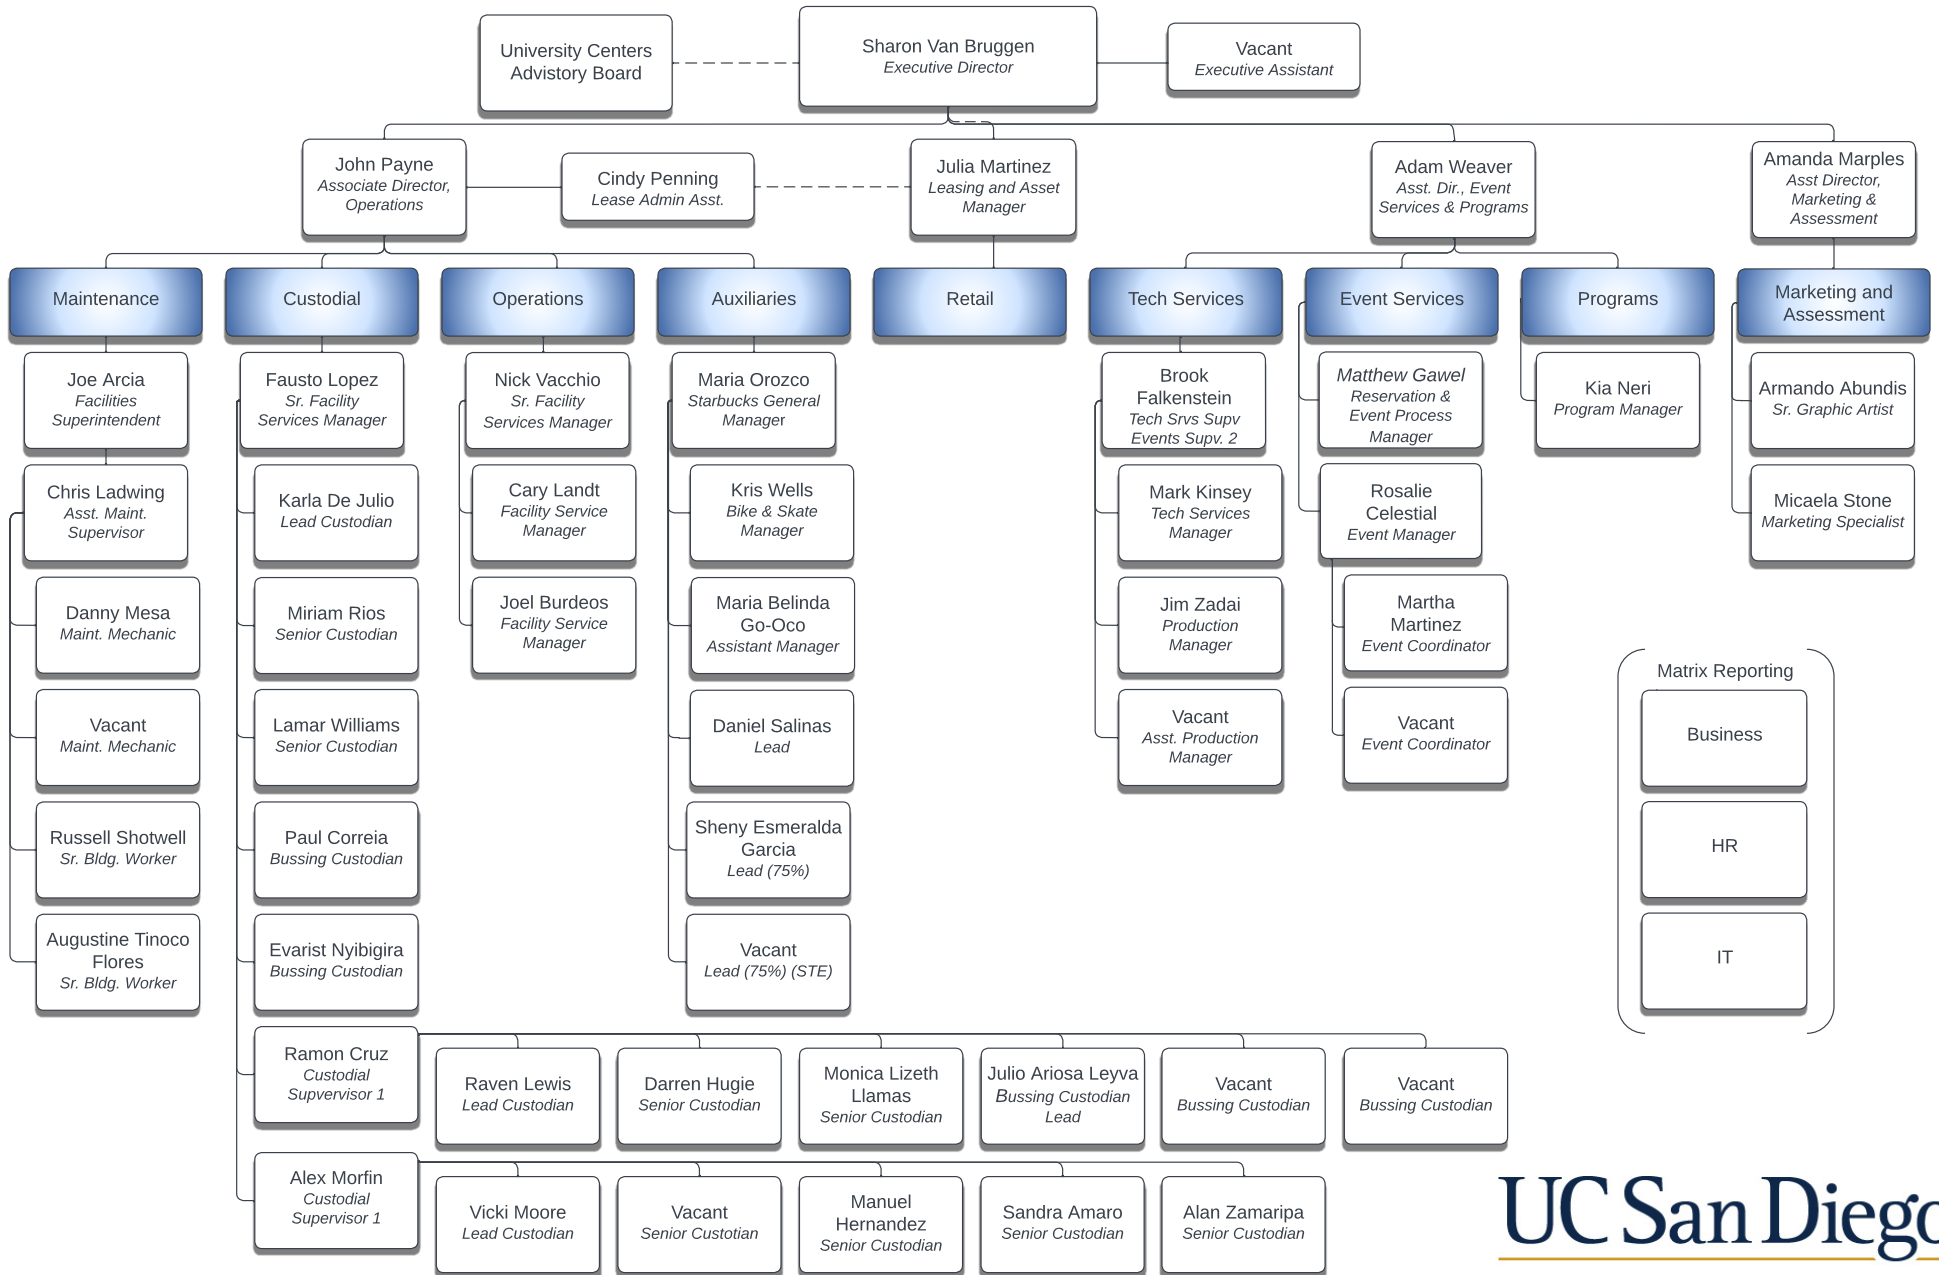 University Centers
Advistory Board
Sharon Van Bruggen
Executive Director
Vacant
Executive Assistant
John Payne
Associate Director,
Operations
Cindy Penning
Lease Admin Asst.
Julia Martinez
Leasing and Asset
Manager
Adam Weaver
Asst. Dir., Event
Services & Programs
Amanda Marples
Asst Director,
Marketing &
Assessment
Maintenance
Custodial
Operations
Auxiliaries
Retail
Tech Services
Event Services
Programs
Marketing and
Assessment
Joe Arcia
Facilities
Superintendent
Fausto Lopez
Sr. Facility
Services Manager
Nick Vacchio
Sr. Facility
Services Manager
Maria Orozco
Starbucks General
Manager
Brook
Falkenstein
Tech Srvs Supv
Events Supv. 2
Matthew Gawel
Reservation &
Event Process
Manager
Kia Neri
Program Manager
Armando Abundis
Sr. Graphic Artist
Chris Ladwing
Asst. Maint.
Supervisor
Karla De Julio
Lead Custodian
Cary Landt
Facility Service
Manager
Kris Wells
Bike & Skate
Manager
Mark Kinsey
Tech Services
Manager
Rosalie
Celestial
Event Manager
Micaela Stone
Marketing Specialist
Danny Mesa
Maint. Mechanic
Miriam Rios
Senior Custodian
Joel Burdeos
Facility Service
Manager
Maria Belinda
Go-Oco
Assistant Manager
Jim Zadai
Production
Manager
Martha
Martinez
Event Coordinator
Matrix Reporting
Business
HR
IT
Vacant
Maint. Mechanic
Lamar Williams
Senior Custodian
Daniel Salinas
Lead
Vacant
Asst. Production
Manager
Vacant
Event Coordinator
Russell Shotwell
Sr. Bldg. Worker
Paul Correia
Bussing Custodian
Sheny Esmeralda
Garcia
Lead (75%)
Augustine Tinoco
Flores
Sr. Bldg. Worker
Evarist Nyibigira
Bussing Custodian
Vacant
Lead (75%) (STE)
Ramon Cruz
Custodial
Supvervisor 1
Raven Lewis
Lead Custodian
Darren Hugie
Senior Custodian
Monica Lizeth
Llamas
Senior Custodian
Julio Ariosa Leyva
Bussing Custodian
Lead
Vacant
Bussing Custodian
Vacant
Bussing Custodian
Alex Morfin
Custodial
Supervisor 1
Vicki Moore
Lead Custodian
Vacant
Senior Custotian
Manuel
Hernandez
Senior Custodian
Sandra Amaro
Senior Custodian
Alan Zamaripa
Senior Custodian
UC San Diego